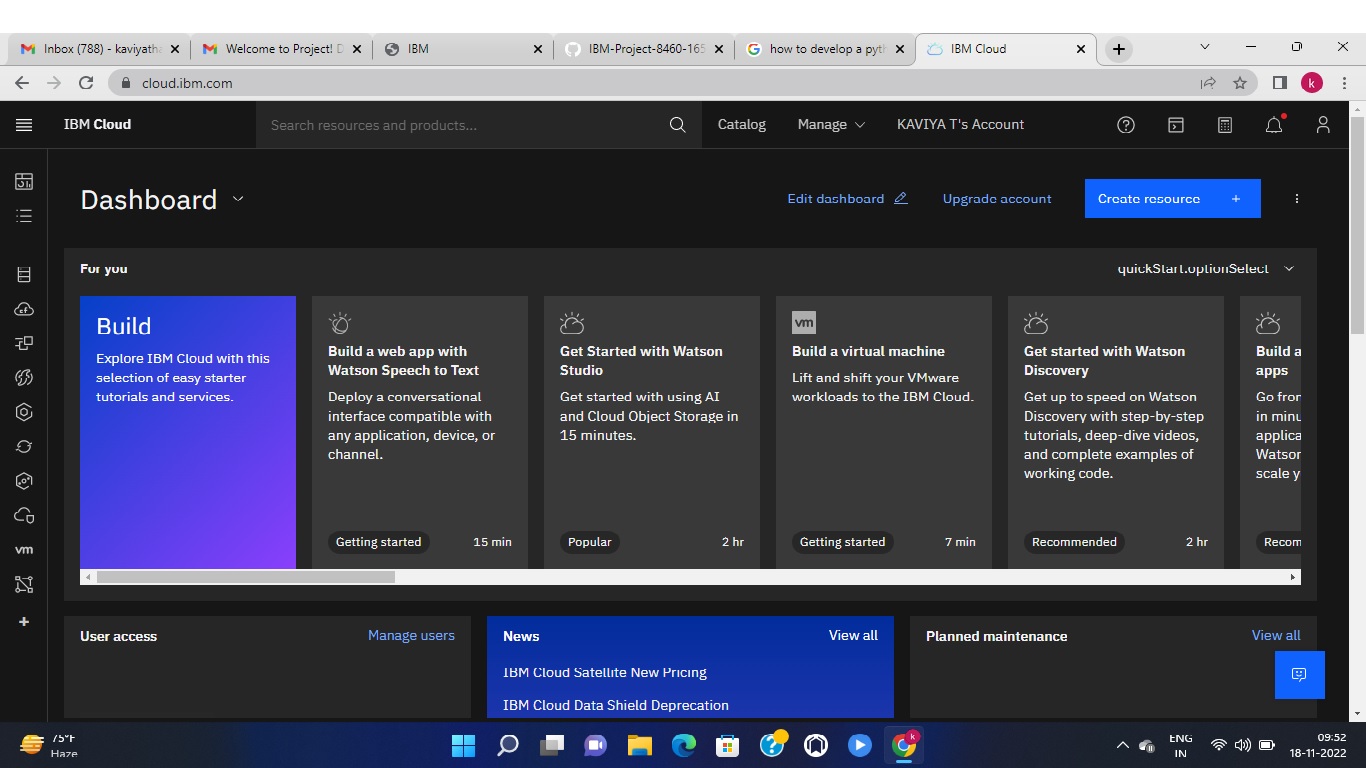 Inbox (788) - kaviyatha
Welcome to Project! D
IBM
IBM-Project-8460-165
how to develop a pyth
IBM Cloud
cloud.ibm.com
k
IBM Cloud
Search resources and products...
Catalog
Manage
KAVIYA T's Account
Dashboard
Edit dashboard
Upgrade account
Create resource +
For you
quickStart.optionSelect
Build
Explore IBM Cloud with this
selection of easy starter
tutorials and services.
Build a web app with
Watson Speech to Text
Deploy a conversational
interface compatible with
any application, device, or
channel.
Getting started 15 min
Get Started with Watson
Studio
Get started with using AI
and Cloud Object Storage in
15 minutes.
Popular 2 hr
vm
Build a virtual machine
Lift and shift your VMware
workloads to the IBM Cloud.
Getting started 7 min
Get started with Watson
Discovery
Get up to speed on Watson
Discovery with step-by-step
tutorials, deep-dive videos,
and complete examples of
working code.
Recommended 2 hr
Build a
apps
Go from
in minu
applica
Watson
scale y
Recom
vm
User access
Manage users
News
View all
IBM Cloud Satellite New Pricing
IBM Cloud Data Shield Deprecation
Planned maintenance
View all
75°F
Haze
k
ENG
IN
09:52
18-11-2022